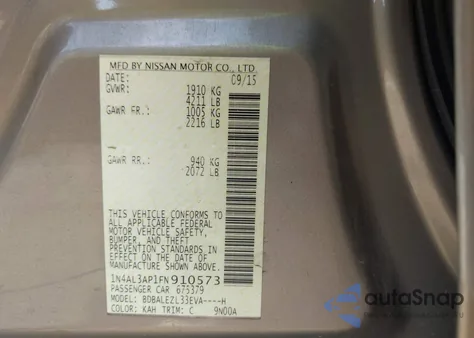 MFD BY NISSAN MOTOR CO., LTD
DATE: 09/15
GVWR: 1910 KG
4211 LB
GAWR FR.: 1005 KG
2216 LB
GAWR RR.: 940 KG
2072 LB
THIS VEHICLE CONFORMS TO
ALL APPLICABLE FEDERAL
MOTOR VEHICLE SAFETY,
BUMPER, AND THEFT
PREVENTION STANDARDS IN
EFFECT ON THE DATE OF
MANUFACTURE SHOWN ABOVE.
1N4AL3AP1FN910573
PASSENGER CAR 675379
MODEL: BDBALEZL33EVA----H
COLOR: KAH TRIM: C 9N00A
autoSnap